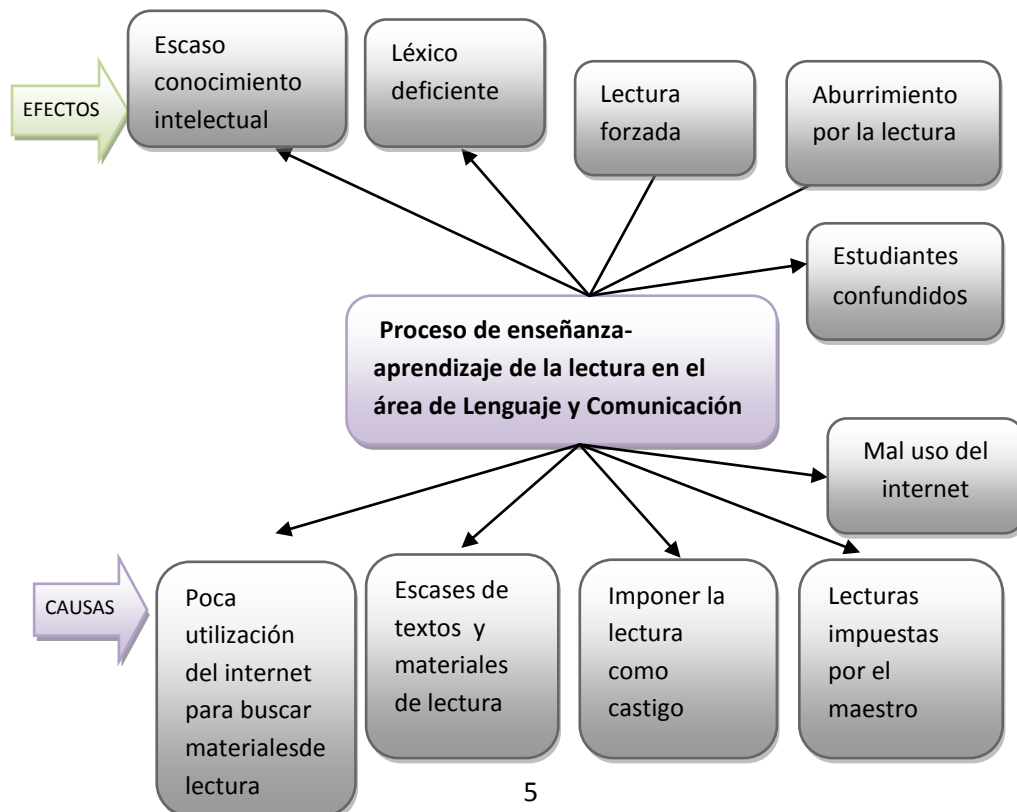 EFECTOS
Escaso
conocimiento
intelectual
Léxico
deficiente
Lectura
forzada
Aburrimiento
por la lectura
Estudiantes
confundidos
Proceso de enseñanza-
aprendizaje de la lectura en el
área de Lenguaje y Comunicación
Mal uso del
internet
CAUSAS
Poca
utilización
del internet
para buscar
materialesde
lectura
Escases de
textos y
materiales
de lectura
Imponer la
lectura
como
castigo
Lecturas
impuestas
por el
maestro
5